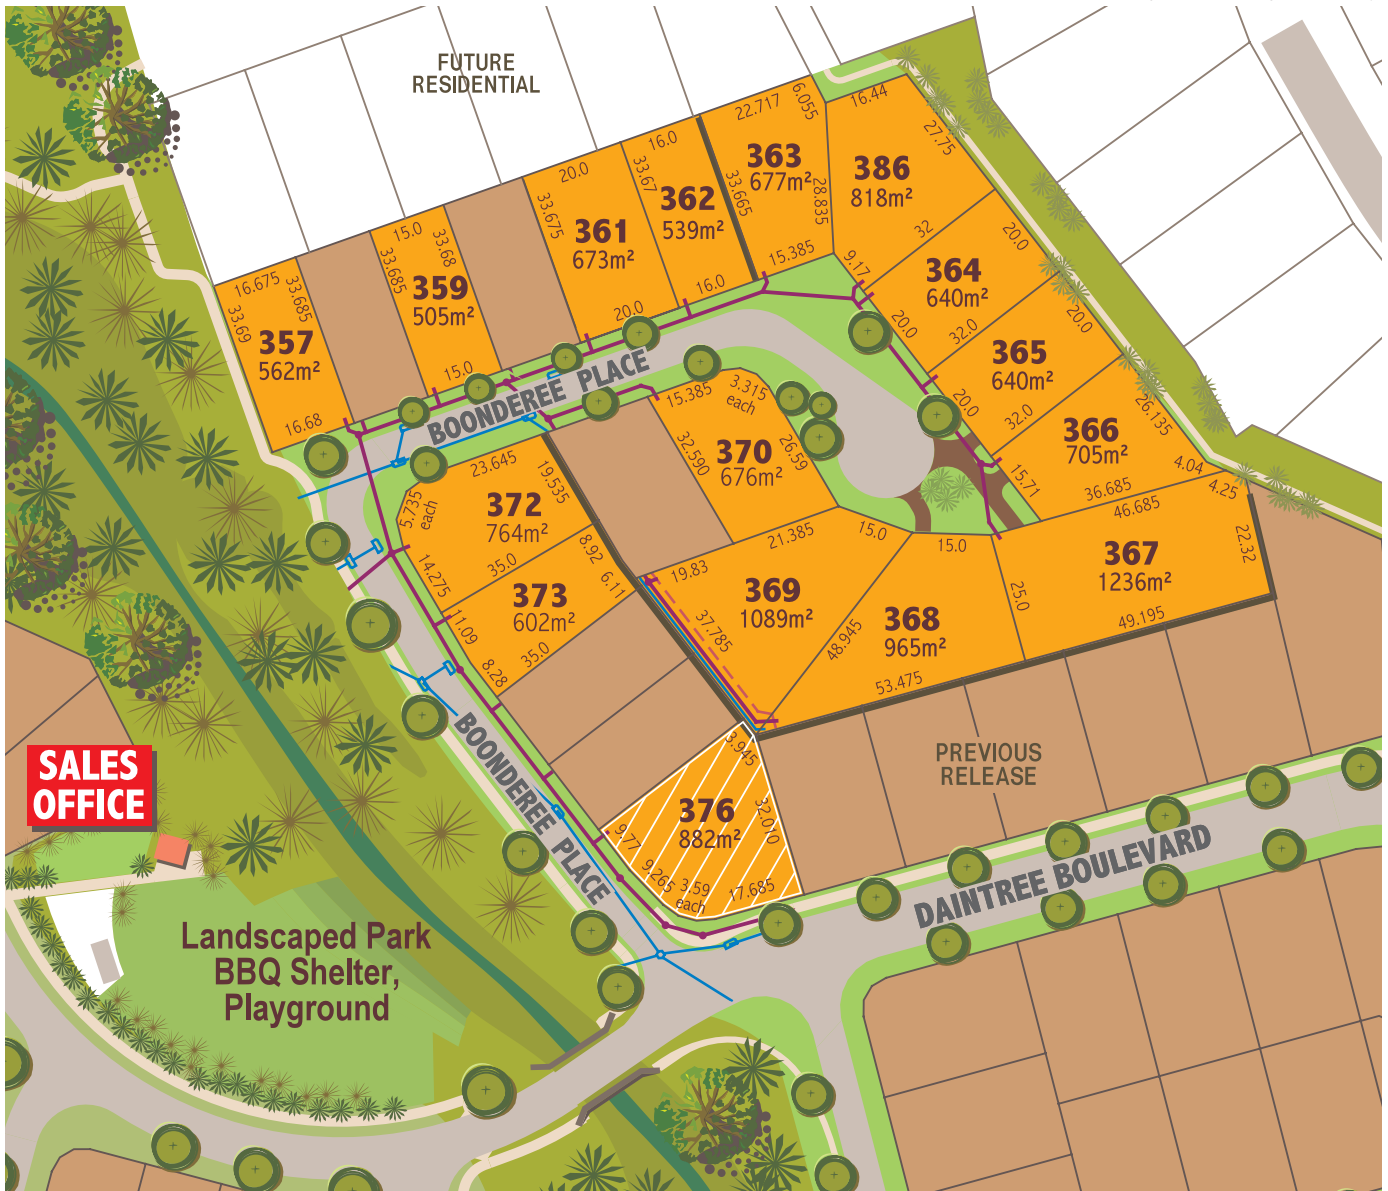 FUTURE
RESIDENTIAL
16.675
33.685
33.69
357
562m²
16.68
15.0
33.68
33.685
359
505m²
15.0
20.0
33.675
361
673m²
20.0
16.0
33.67
362
539m²
16.0
22.717
6.055
363
677m²
33.665
28.835
15.385
16.44
27.75
386
818m²
32
9.17
20.0
364
640m²
20.0
32.0
20.0
365
640m²
20.0
32.0
26.135
366
705m²
15.71
36.685
4.04
4.25
46.685
22.32
367
1236m²
25.0
49.195
15.0
368
965m²
48.945
53.475
15.0
21.385
19.83
369
1089m²
37.785
15.385
3.315
each
32.590
26.59
370
676m²
BOONDEREE PLACE
23.645
19.535
5.735
each
372
764m²
14.275
35.0
8.92
6.11
373
602m²
11.09
8.28
35.0
BOONDEREE PLACE
3.945
376
882m²
32.010
9.77
9.265
3.59
each
17.685
PREVIOUS
RELEASE
DAINTREE BOULEVARD
SALES
OFFICE
Landscaped Park
BBQ Shelter,
Playground